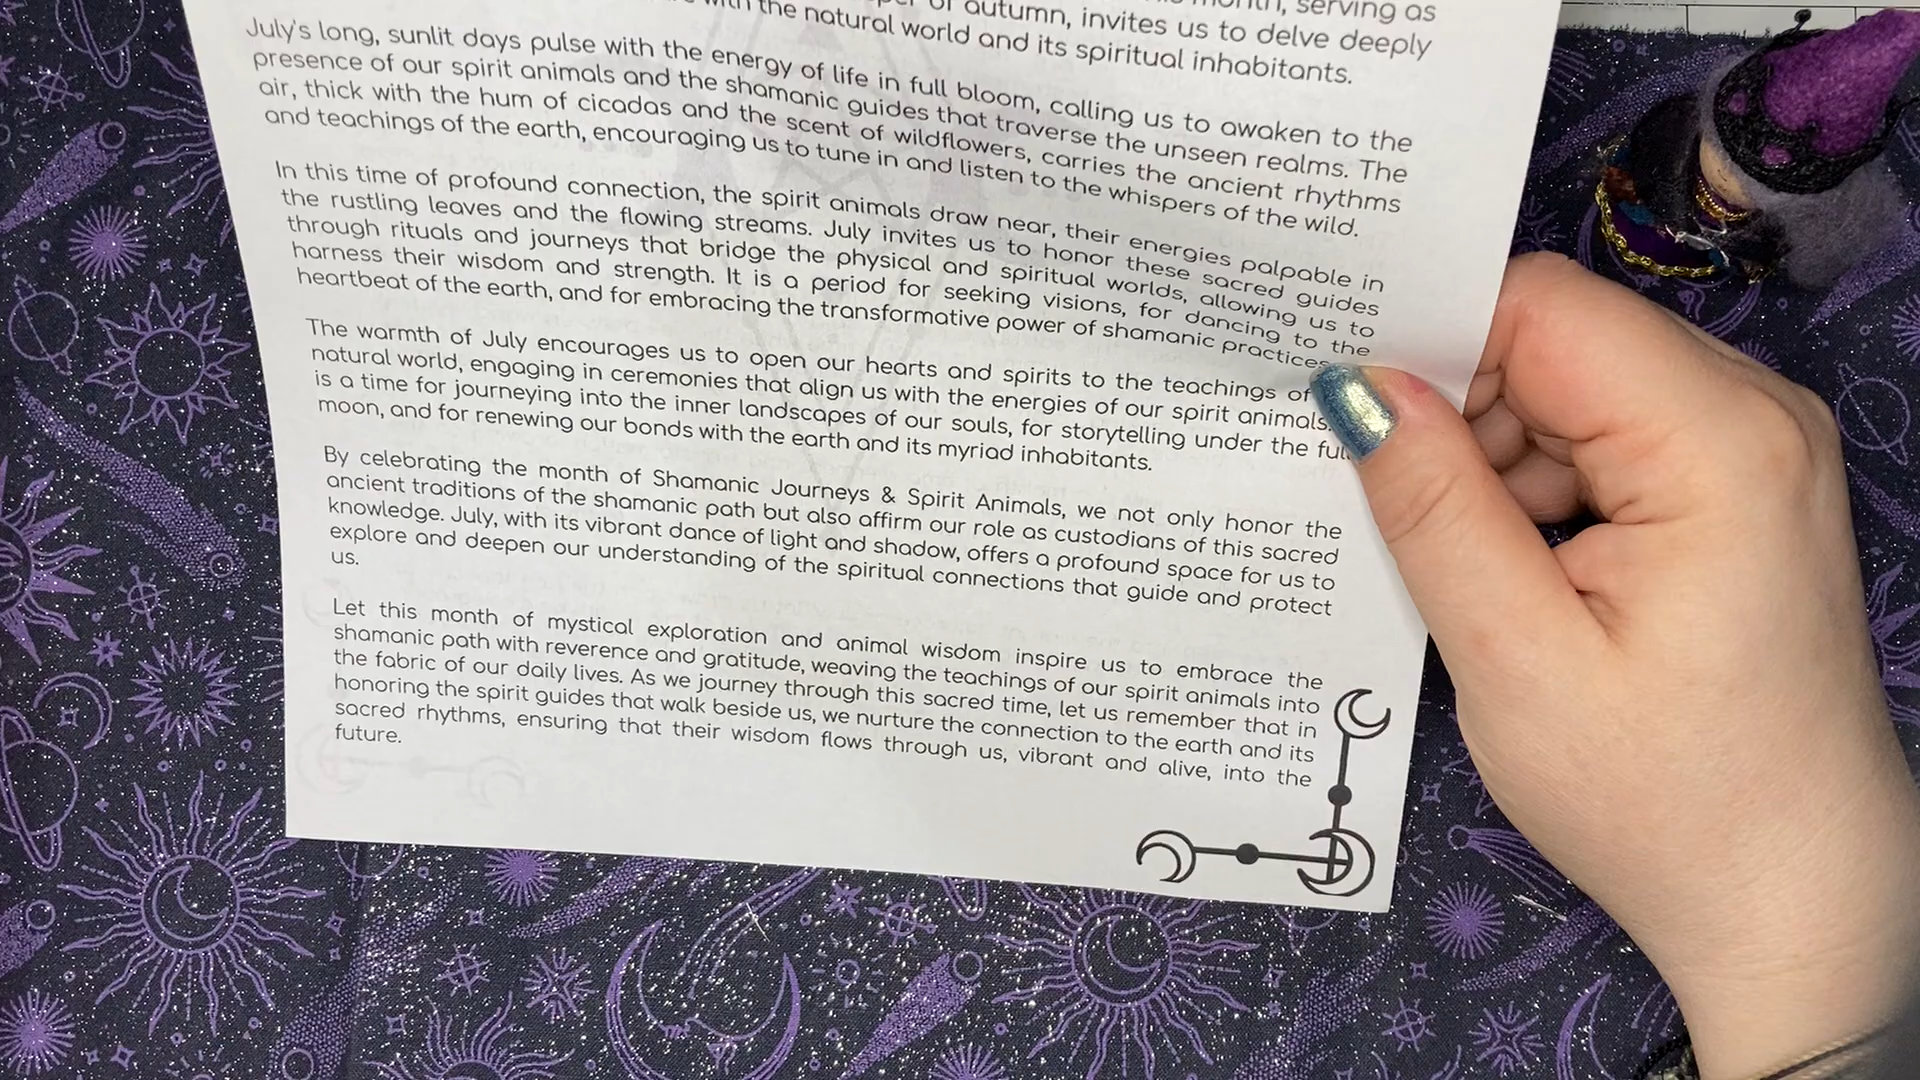 month, serving as
of autumn, invites us to delve deeply
with the natural world and its spiritual inhabitants.
July's long, sunlit days pulse with the energy of life in full bloom, calling us to awaken to the
presence of our spirit animals and the shamanic guides that traverse the unseen realms. The
air, thick with the hum of cicadas and the scent of wildflowers, carries the ancient rhythms
and teachings of the earth, encouraging us to tune in and listen to the whispers of the wild.
In this time of profound connection, the spirit animals draw near, their energies palpable in
the rustling leaves and the flowing streams. July invites us to honor these sacred guides
through rituals and journeys that bridge the physical and spiritual worlds, allowing us to
harness their wisdom and strength. It is a period for seeking visions, for dancing to the
heartbeat of the earth, and for embracing the transformative power of shamanic practices
The warmth of July encourages us to open our hearts and spirits to the teachings of
natural world, engaging in ceremonies that align us with the energies of our spirit animals.
is a time for journeying into the inner landscapes of our souls, for storytelling under the full
moon, and for renewing our bonds with the earth and its myriad inhabitants.
By celebrating the month of Shamanic Journeys & Spirit Animals, we not only honor the
ancient traditions of the shamanic path but also affirm our role as custodians of this sacred
knowledge. July, with its vibrant dance of light and shadow, offers a profound space for us to
explore and deepen our understanding of the spiritual connections that guide and protect
us.
Let this month of mystical exploration and animal wisdom inspire us to embrace the
shamanic path with reverence and gratitude, weaving the teachings of our spirit animals into
the fabric of our daily lives. As we journey through this sacred time, let us remember that in
honoring the spirit guides that walk beside us, we nurture the connection to the earth and its
sacred rhythms, ensuring that their wisdom flows through us, vibrant and alive, into the
future.